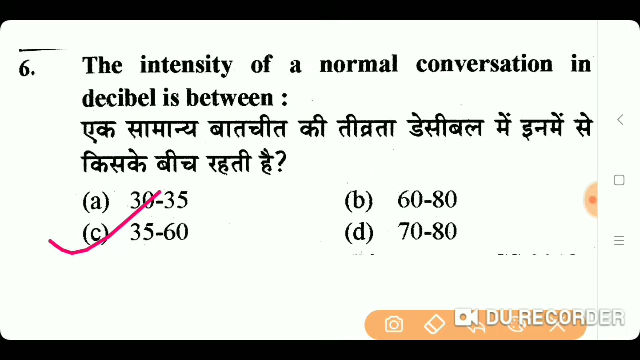 6. The intensity of a normal conversation in
decibel is between :
एक सामान्य बातचीत की तीव्रता डेसीबल में इनमें से
किसके बीच रहती है?
(a) 30-35 (b) 60-80
(c) 35-60 (d) 70-80
DU RECORDER